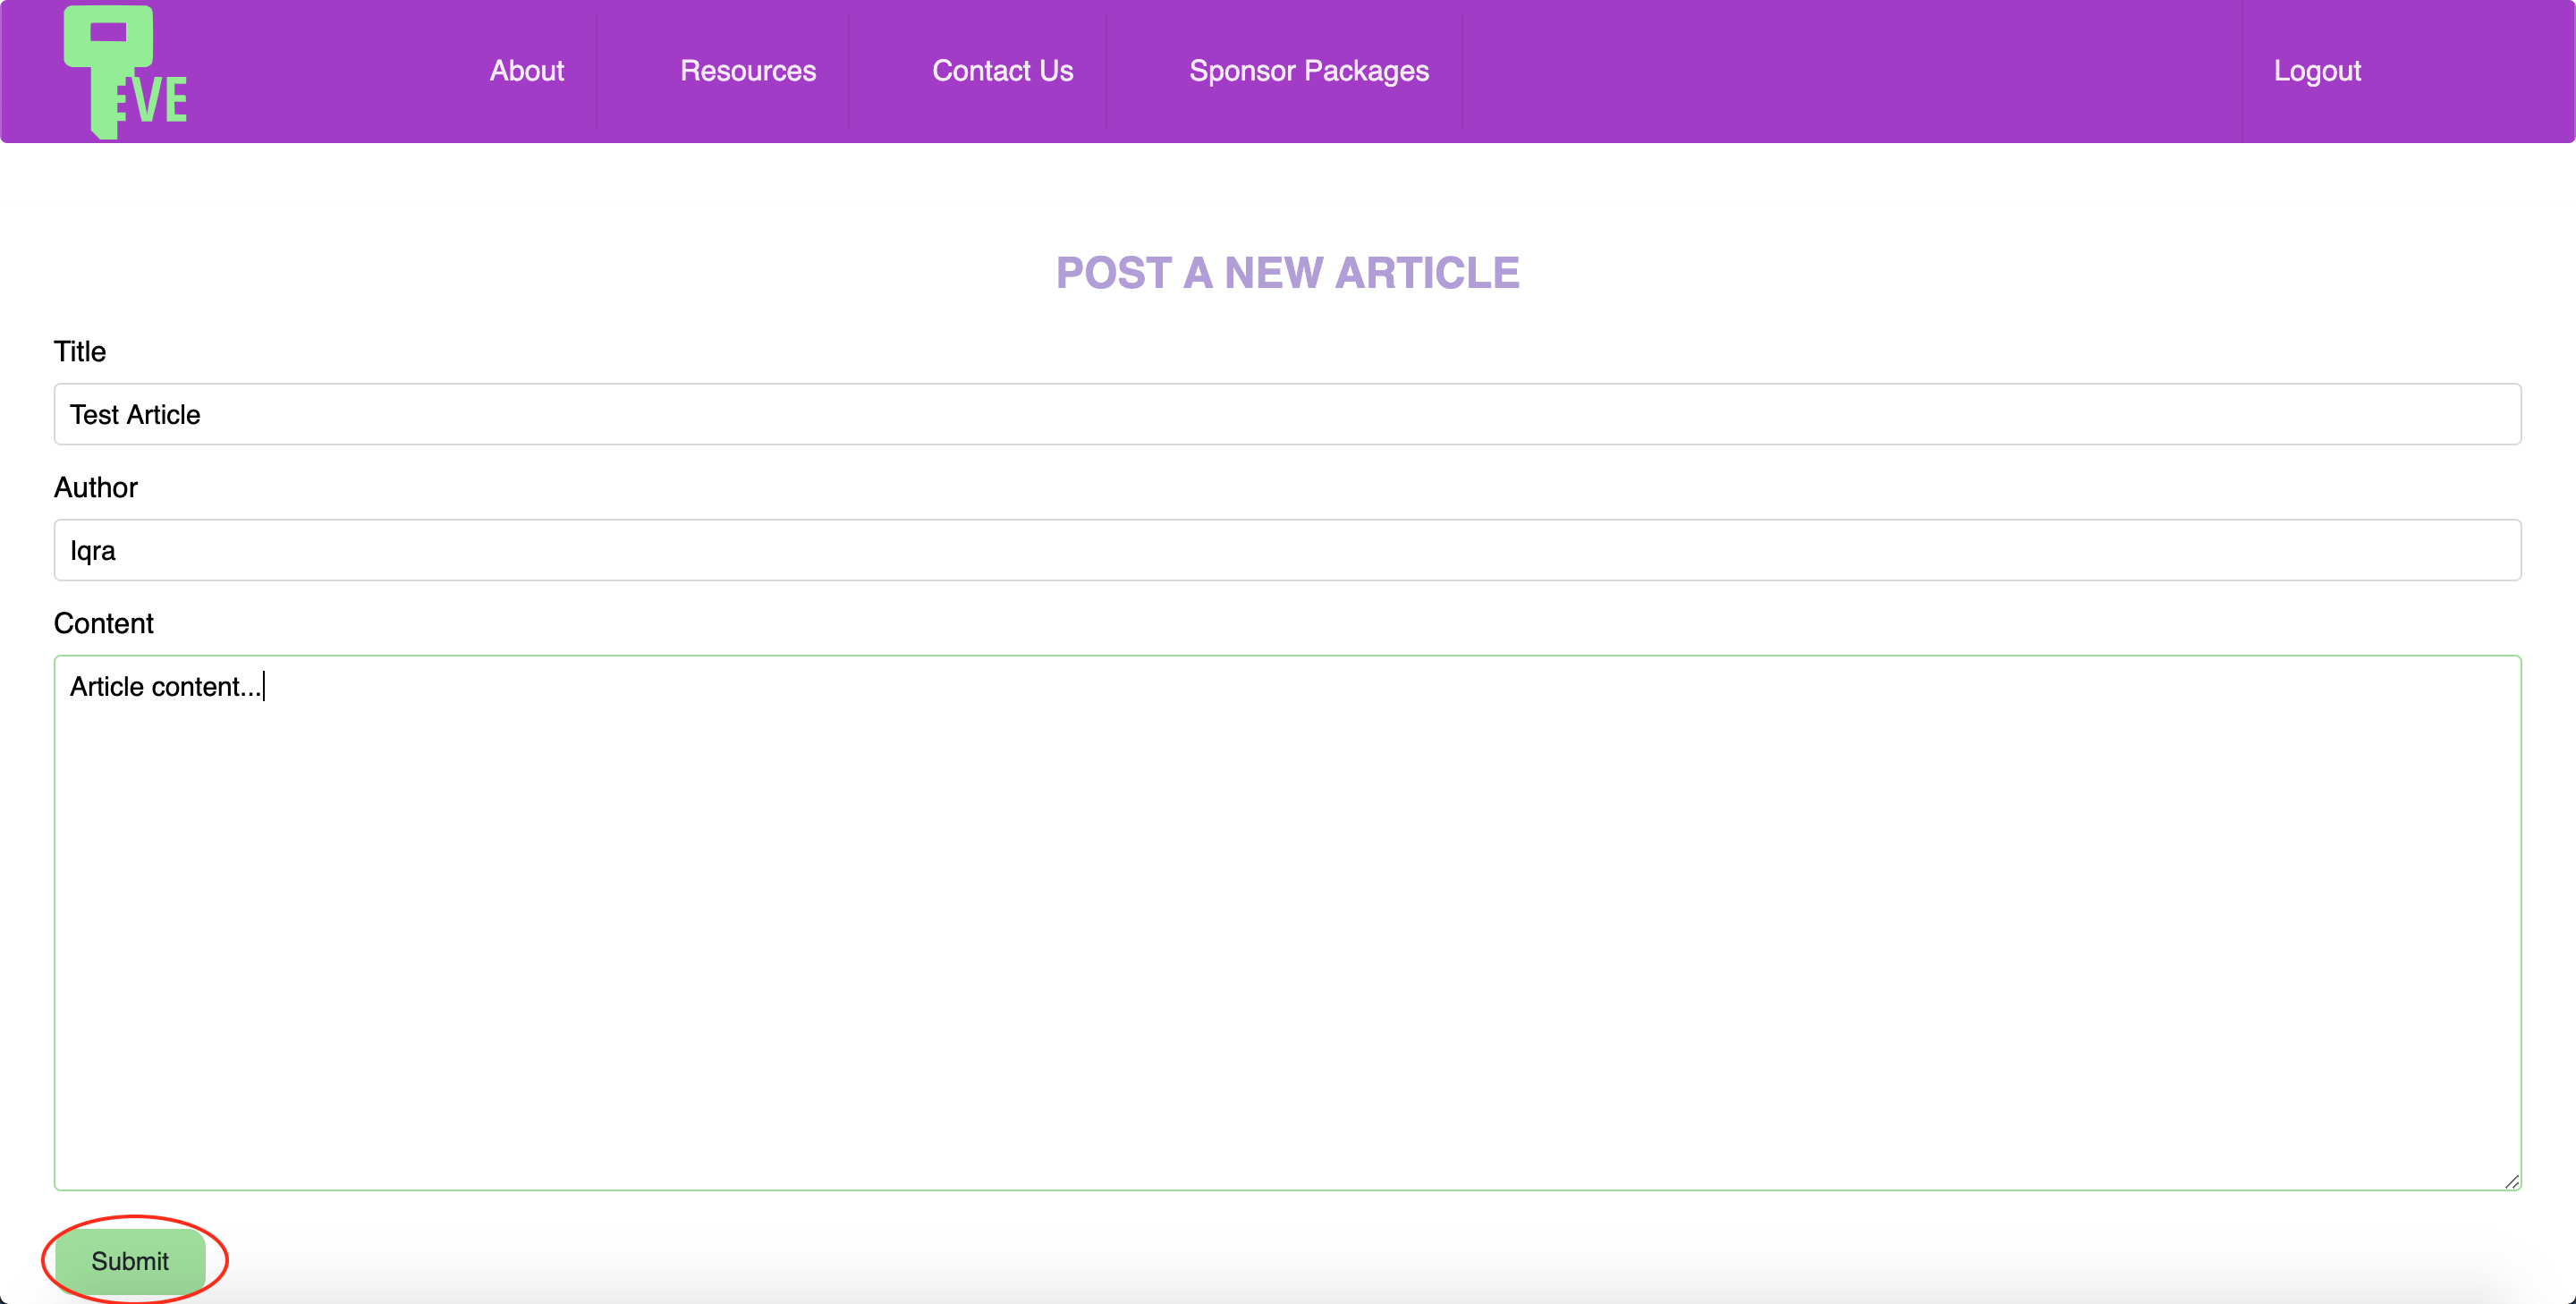 EVE
About
Resources
Contact Us
Sponsor Packages
Logout
POST A NEW ARTICLE
Title
Test Article
Author
Iqra
Content
Article content...
Submit